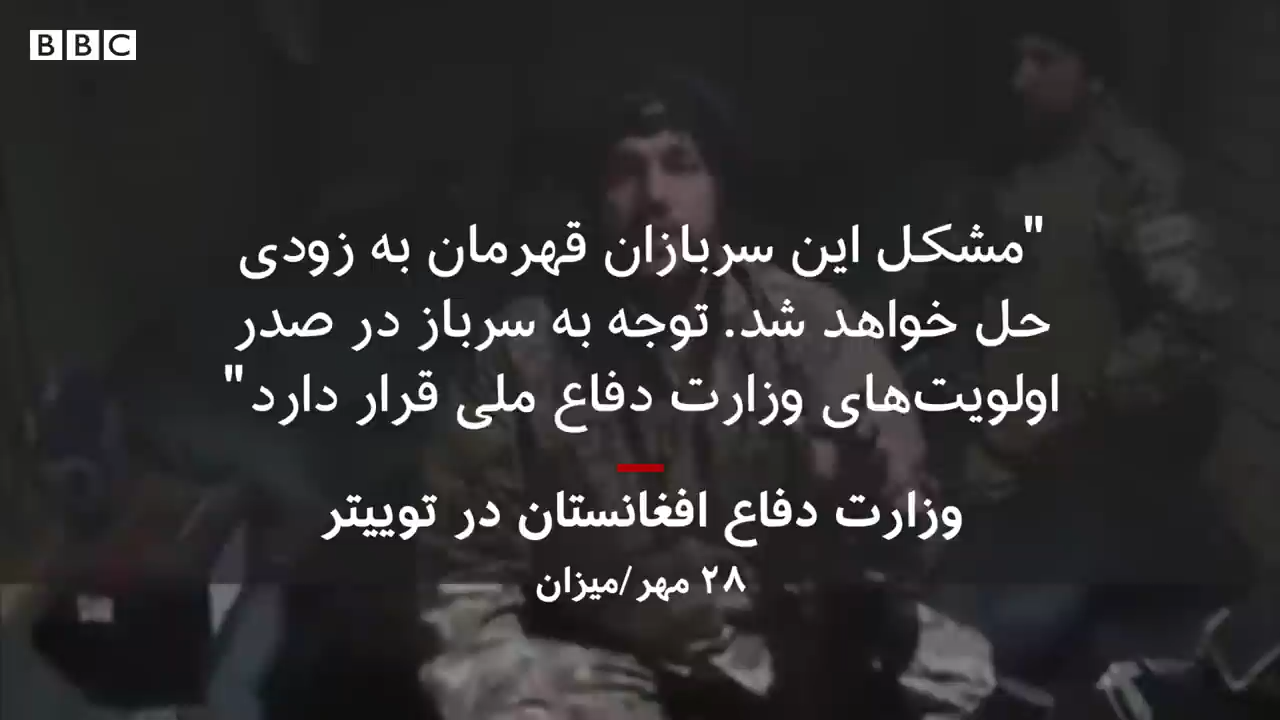 BBC
"مشکل این سربازان قهرمان به زودی
حل خواهد شد. توجه به سرباز در صدر
اولویت‌های وزارت دفاع ملی قرار دارد"
وزارت دفاع افغانستان در توییتر
۲۸ مهر/میزان